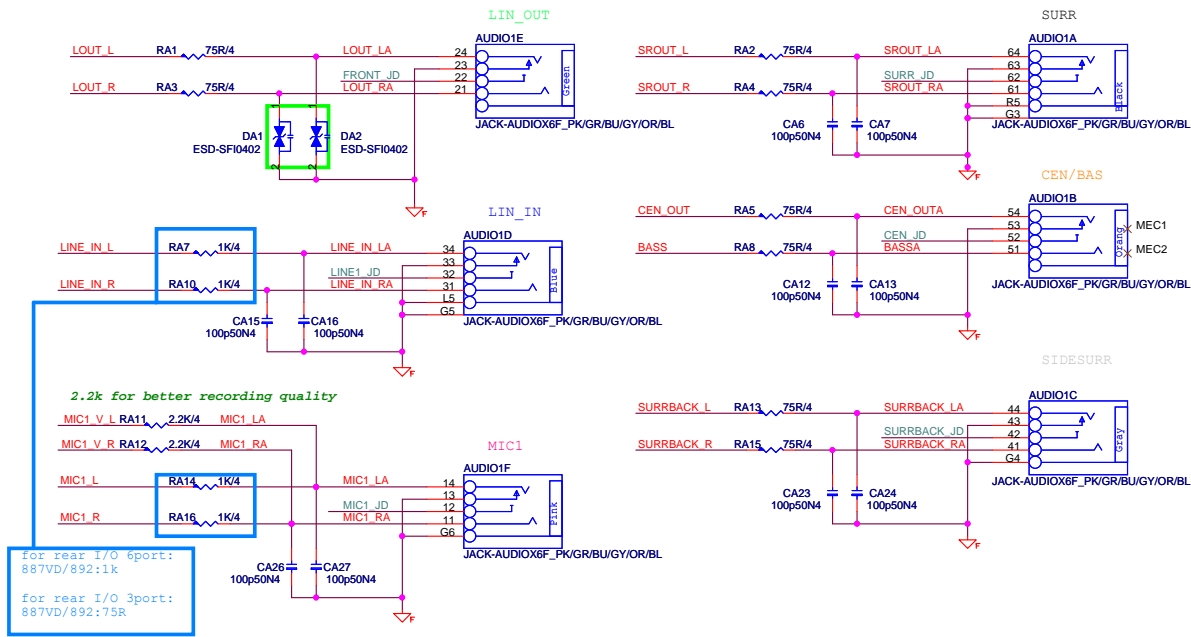 LIN_OUT
AUDIO1E
LOUT_L RA1 75R/4 LOUT_LA 24
23
FRONT_JD 22
LOUT_R RA3 75R/4 LOUT_RA 21
Green
JACK-AUDIOX6F_PK/GR/BU/GY/OR/BL
1 1
DA1 DA2
ESD-SFI0402 ESD-SFI0402
2 2
F
SURR
AUDIO1A
SROUT_L RA2 75R/4 SROUT_LA 64
63
SURR_JD 62
SROUT_R RA4 75R/4 SROUT_RA 61
R5
G3
Black
JACK-AUDIOX6F_PK/GR/BU/GY/OR/BL
CA6 CA7
100p50N4 100p50N4
F
LIN_IN
AUDIO1D
LINE_IN_L RA7 1K/4 LINE_IN_LA 34
33
LINE1_JD 32
LINE_IN_R RA10 1K/4 LINE_IN_RA 31
L5
G5
Blue
JACK-AUDIOX6F_PK/GR/BU/GY/OR/BL
CA15 CA16
100p50N4 100p50N4
F
CEN/BAS
AUDIO1B
CEN_OUT RA5 75R/4 CEN_OUTA 54
53
CEN_JD 52
BASS RA8 75R/4 BASSA 51
Orang
MEC1
MEC2
JACK-AUDIOX6F_PK/GR/BU/GY/OR/BL
CA12 CA13
100p50N4 100p50N4
F
2.2k for better recording quality
MIC1_V_L RA11 2.2K/4 MIC1_LA
MIC1_V_R RA12 2.2K/4 MIC1_RA
MIC1
AUDIO1F
MIC1_L RA14 1K/4 MIC1_LA 14
13
MIC1_JD 12
MIC1_R RA16 1K/4 MIC1_RA 11
G6
Pink
JACK-AUDIOX6F_PK/GR/BU/GY/OR/BL
CA26 CA27
100p50N4 100p50N4
F
SIDESURR
AUDIO1C
SURRBACK_L RA13 75R/4 SURRBACK_LA 44
43
SURRBACK_JD 42
SURRBACK_R RA15 75R/4 SURRBACK_RA 41
G4
Gray
JACK-AUDIOX6F_PK/GR/BU/GY/OR/BL
CA23 CA24
100p50N4 100p50N4
F
for rear I/O 6port:
887VD/892:1k
for rear I/O 3port:
887VD/892:75R